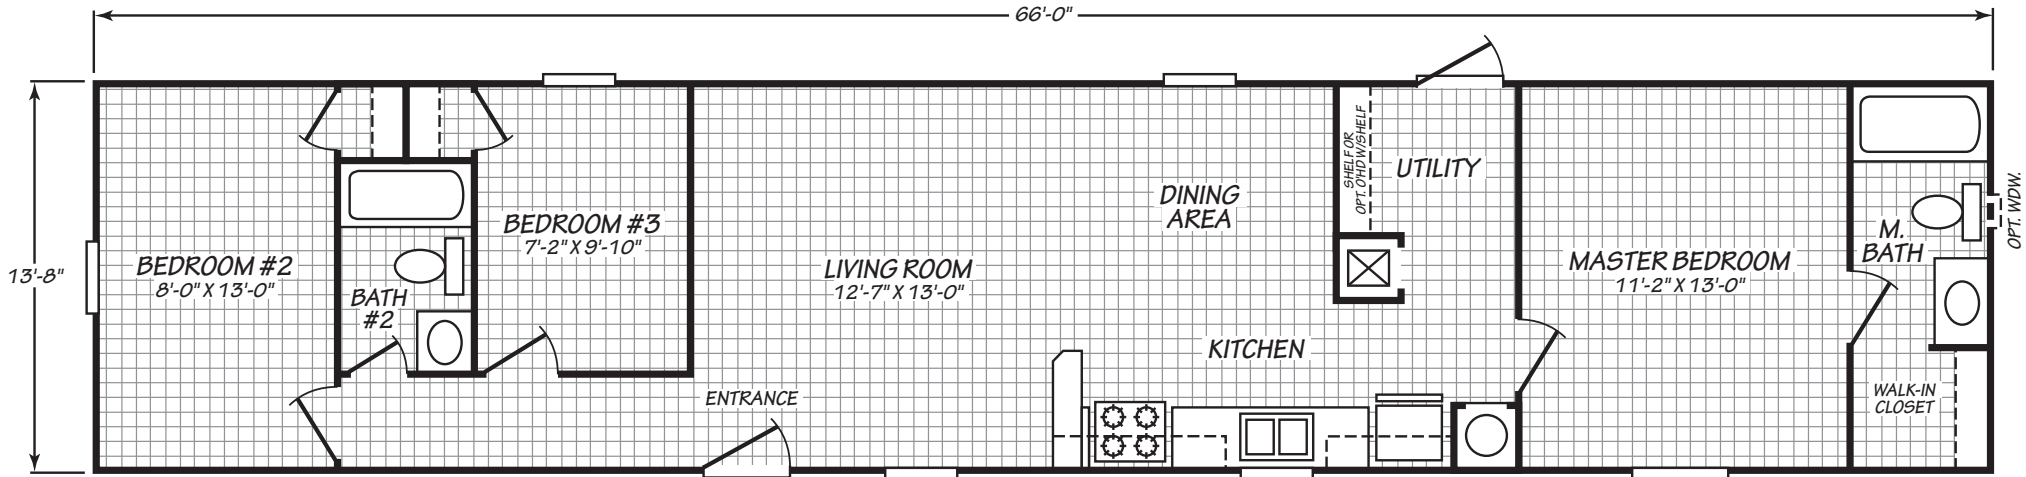 66'-0"
13'-8"
BEDROOM #2
8'-0" X 13'-0"
BATH
#2
BEDROOM #3
7'-2" X 9'-10"
LIVING ROOM
12'-7" X 13'-0"
ENTRANCE
DINING
AREA
KITCHEN
SHELF OR
OPT. O'HD W/SHELF
UTILITY
MASTER BEDROOM
11'-2" X 13'-0"
M.
BATH
WALK-IN
CLOSET
OPT. WDW.